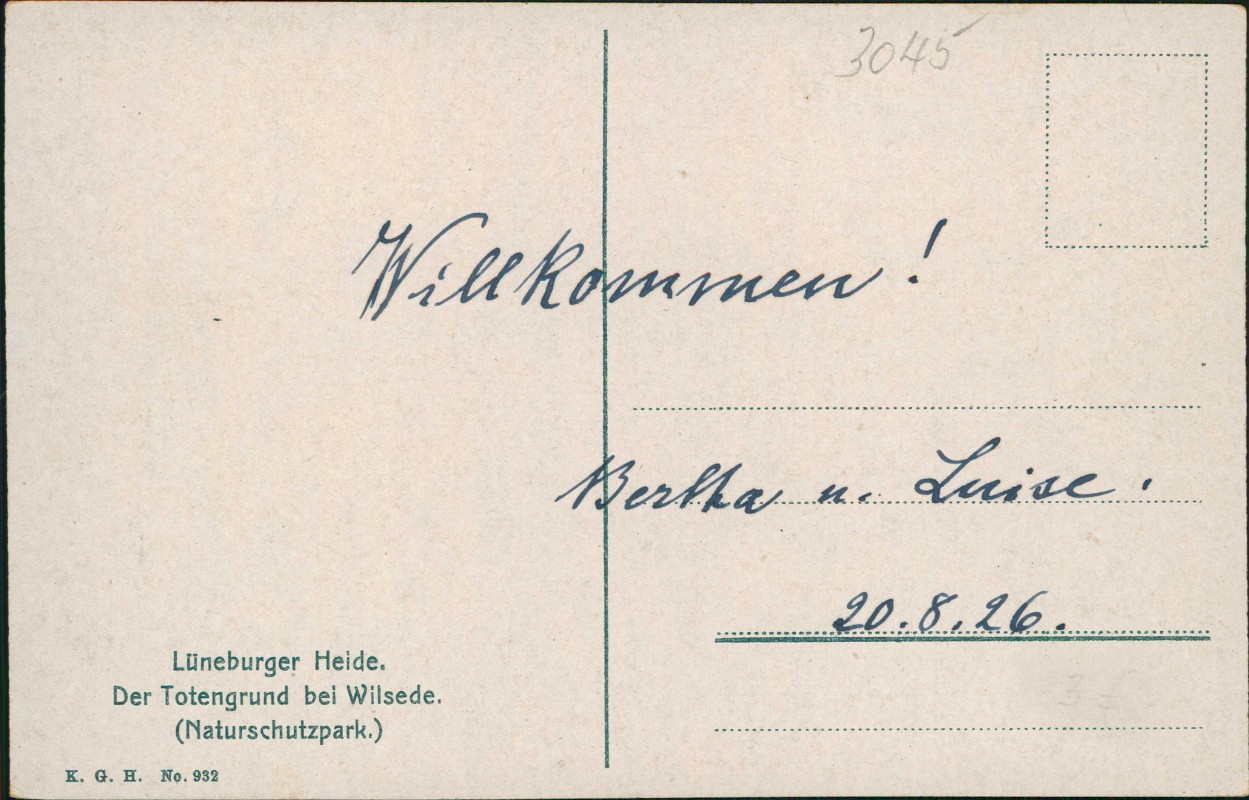 3045
Willkommen!
Bertha u. Luise.
20.8.26.
Lüneburger Heide.
Der Totengrund bei Wilsede.
(Naturschutzpark.)
K. G. H. No. 932